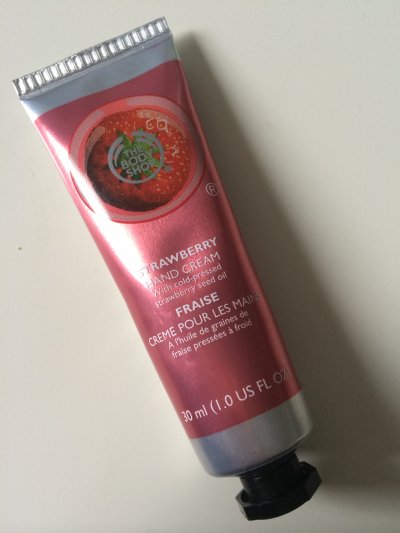 THE
BODY
SHOP
®
STRAWBERRY
HAND CREAM
With cold-pressed
strawberry seed oil
FRAISE
CREME POUR LES MAINS
A l'huile de graines de
fraise pressées à froid
30 ml (1.0 US FL OZ)